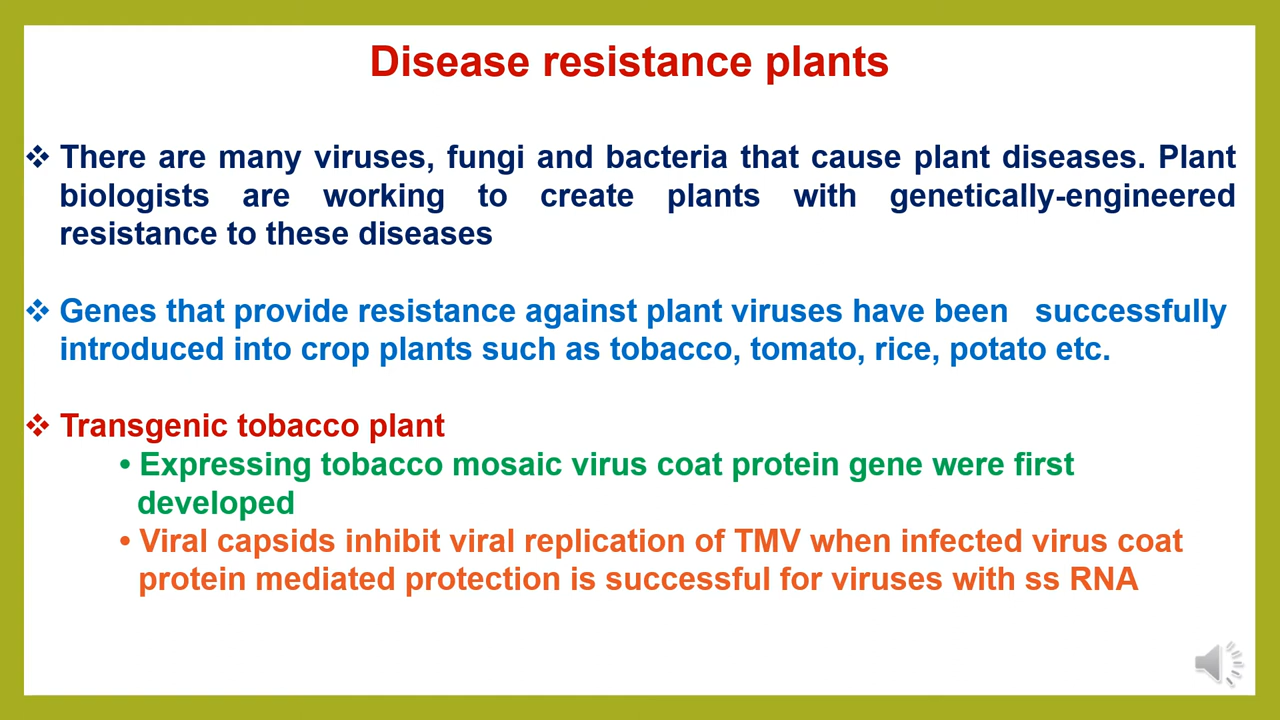 Disease resistance plants
❖ There are many viruses, fungi and bacteria that cause plant diseases. Plant
biologists are working to create plants with genetically-engineered
resistance to these diseases
❖ Genes that provide resistance against plant viruses have been successfully
introduced into crop plants such as tobacco, tomato, rice, potato etc.
❖ Transgenic tobacco plant
• Expressing tobacco mosaic virus coat protein gene were first
developed
• Viral capsids inhibit viral replication of TMV when infected virus coat
protein mediated protection is successful for viruses with ss RNA